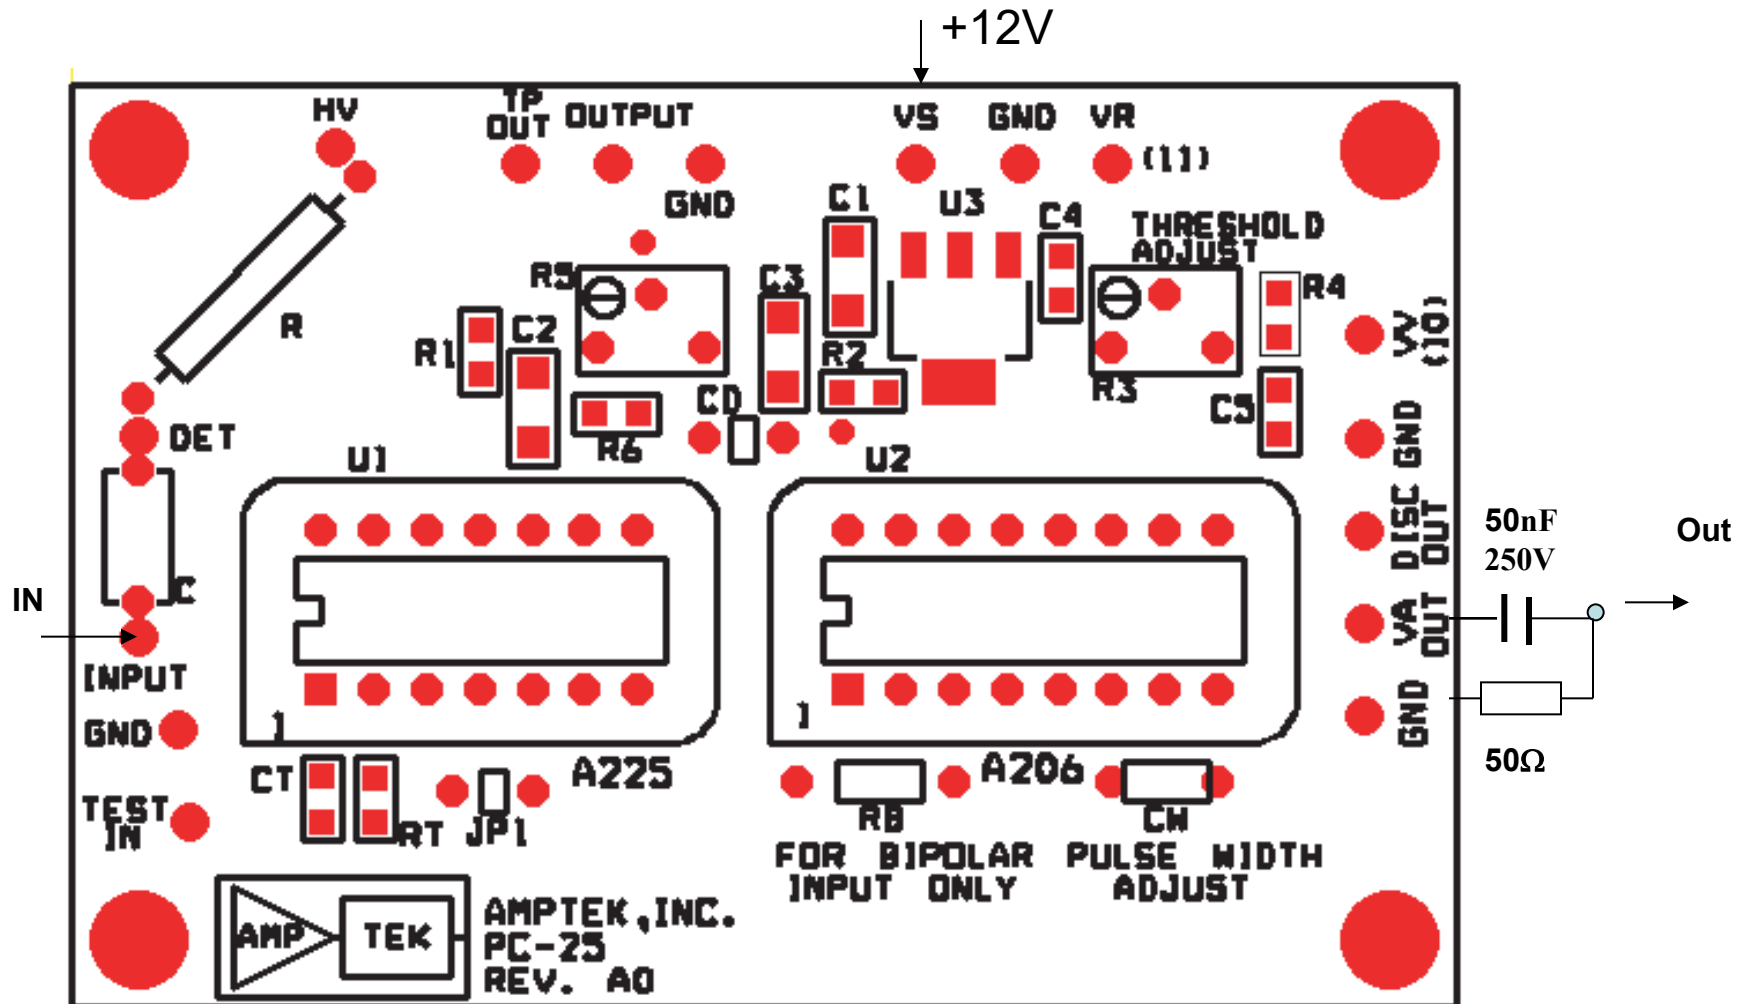 +12V
HV
TP
OUT
OUTPUT
GND
VS
GND
VR
(11)
C1
U3
C4
THRESHOLD
ADJUST
R5
C3
R4
R
R1
C2
R2
R3
VV
(10)
CD
C5
GND
DET
R6
U1
U2
DISC
OUT
50nF
250V
Out
IN
C
VA
OUT
INPUT
GND
1
1
GND
50Ω
CT
A225
A206
TEST
IN
RT
JP1
RB
CW
FOR BIPOLAR
INPUT ONLY
PULSE WIDTH
ADJUST
AMP
TEK
AMPTEK,INC.
PC-25
REV. A0